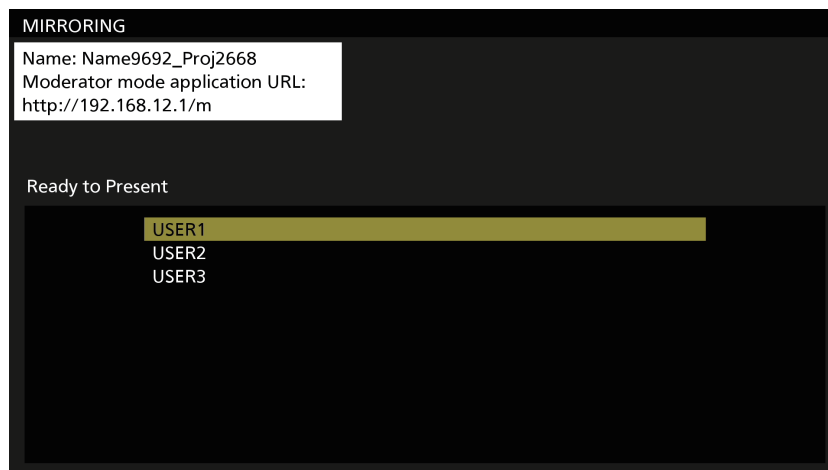 MIRRORING
Name: Name9692_Proj2668
Moderator mode application URL:
http://192.168.12.1/m
Ready to Present
USER1
USER2
USER3